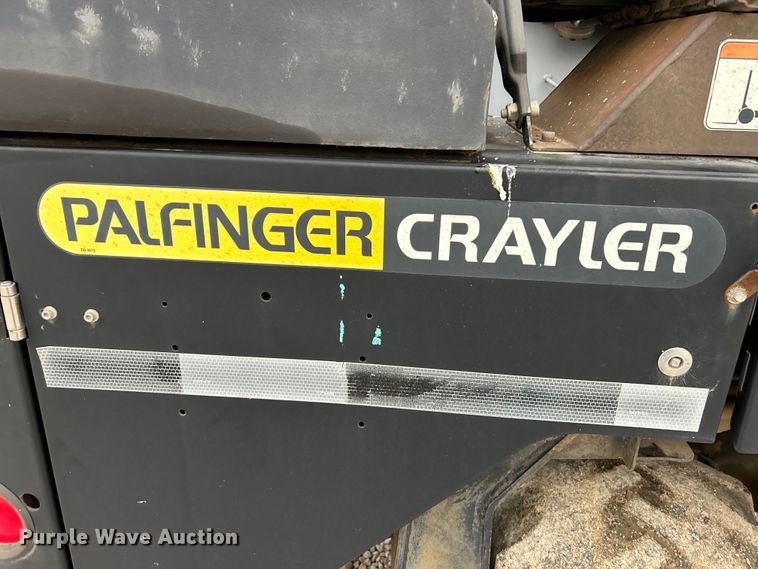 PALFINGER CRAYLER
Purple Wave Auction